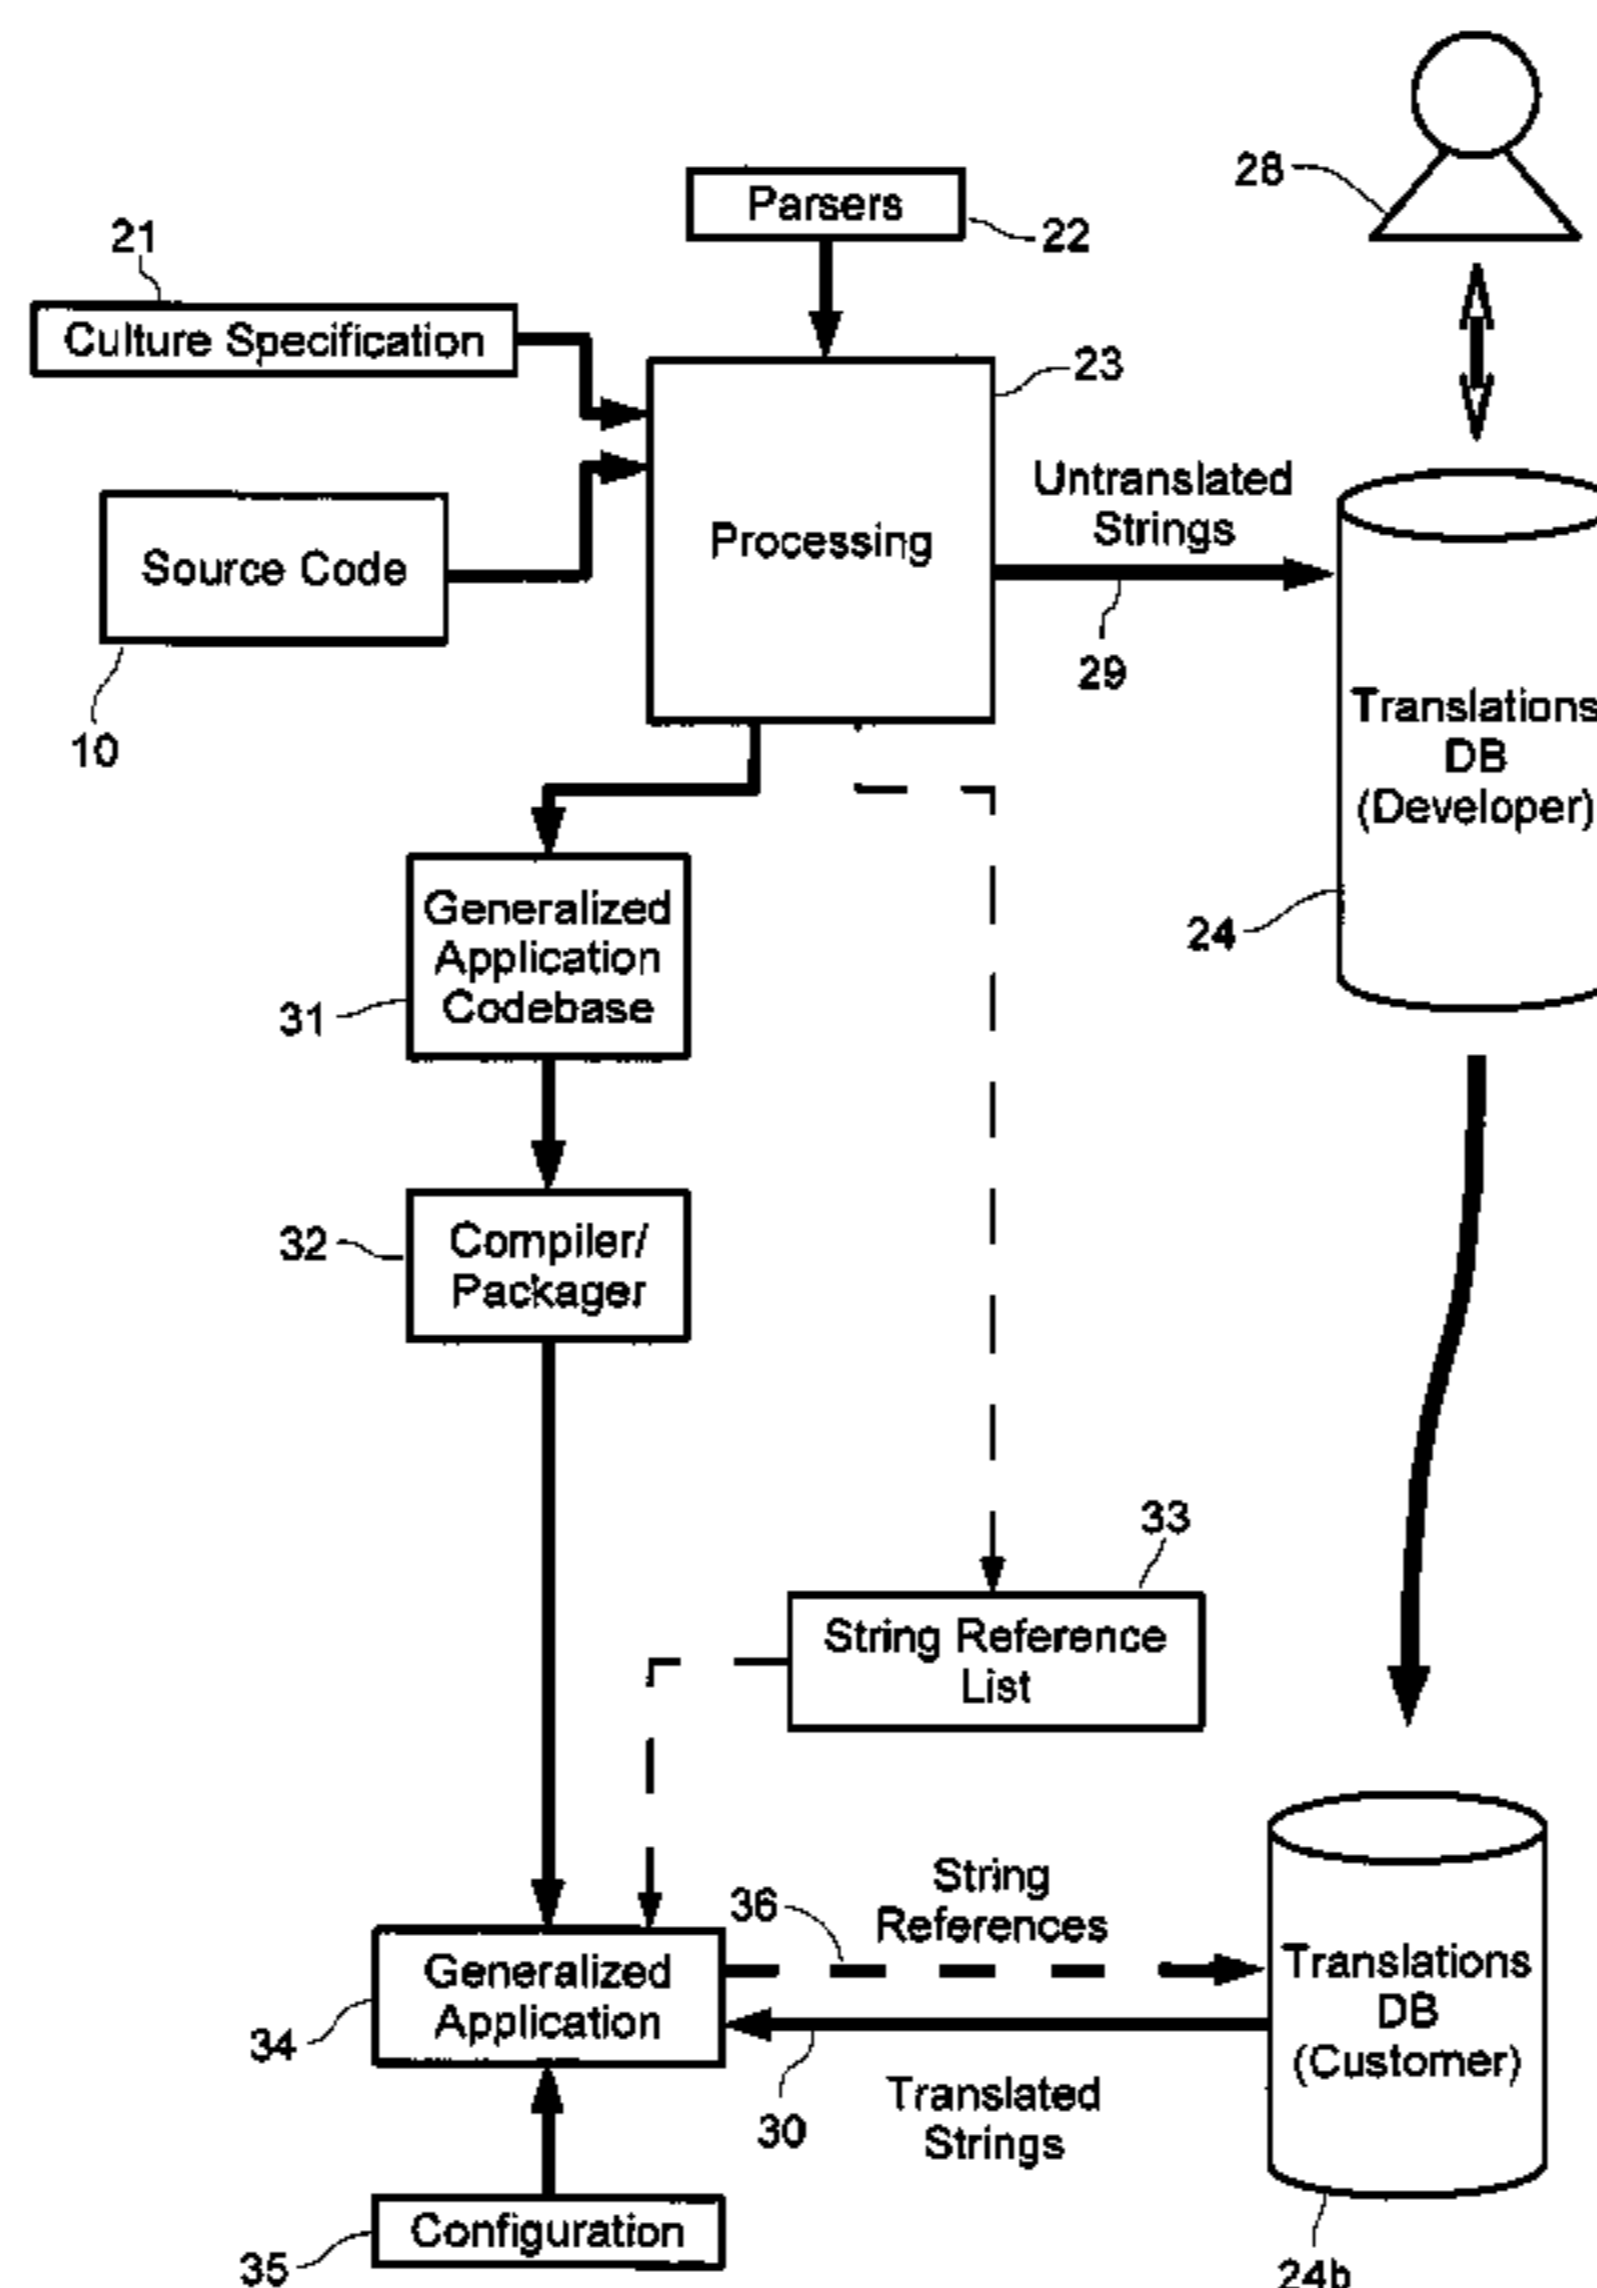 28
Parsers
22
21
Culture Specification
23
Untranslated
Strings
Processing
Source Code
29
10
Translations
DB
(Developer)
24
Generalized
Application
Codebase
31
32
Compiler/
Packager
33
String Reference
List
36
String
References
Generalized
Application
34
Translations
DB
(Customer)
30
Translated
Strings
Configuration
35
24b